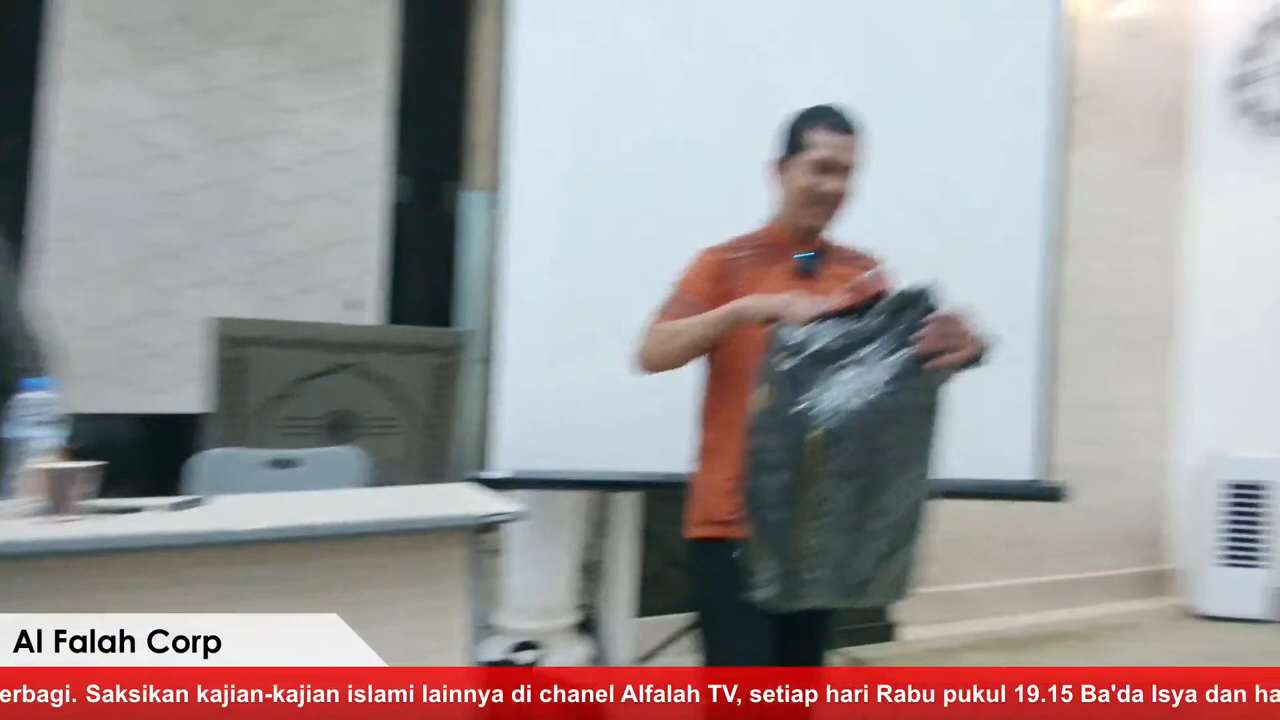 Al Falah Corp
erbagi. Saksikan kajian-kajian islami lainnya di chanel Alfalah TV, setiap hari Rabu pukul 19.15 Ba'da Isya dan ha